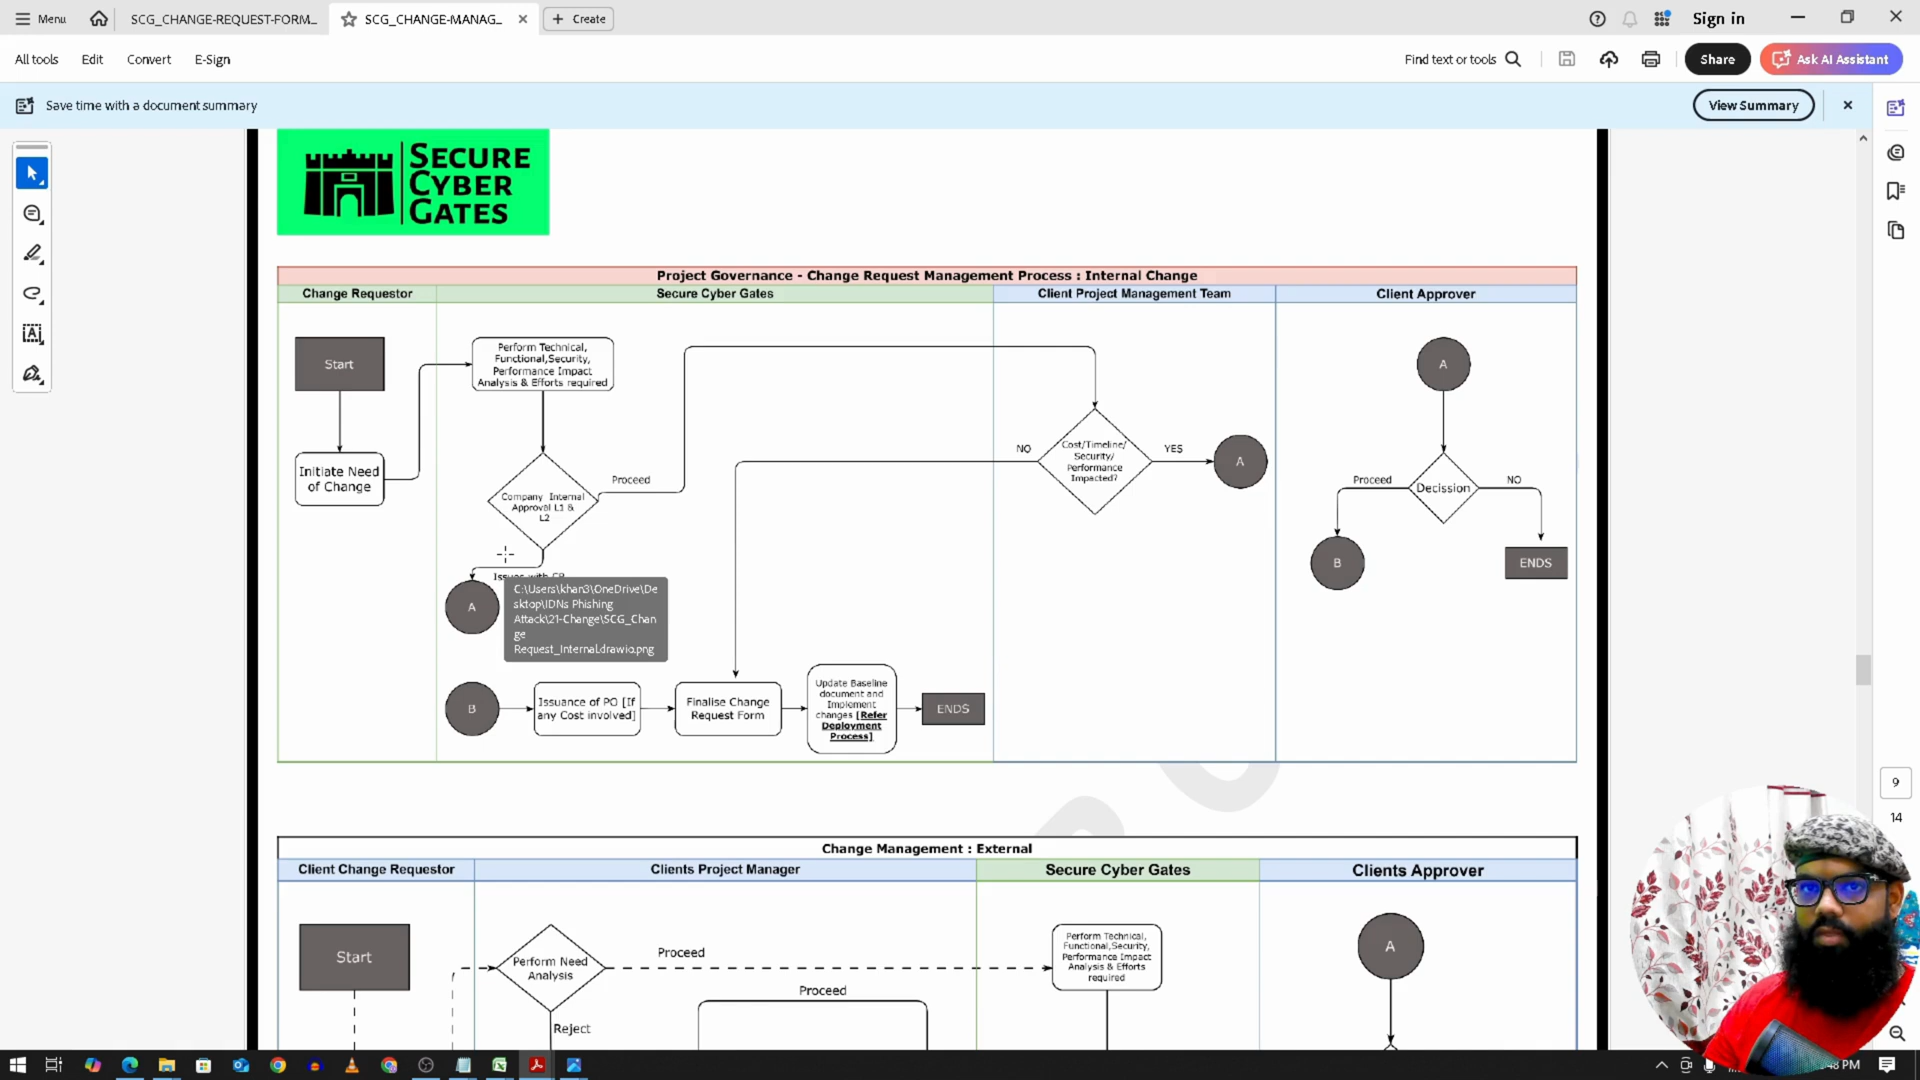 Menu
SCG_CHANGE-REQUEST-FORM...
SCG_CHANGE-MANAG...
Create
Sign in
All tools
Edit
Convert
E-Sign
Find text or tools
Share
Ask AI Assistant
Save time with a document summary
View Summary
SECURE
CYBER
GATES
Project Governance - Change Request Management Process : Internal Change
Change Requestor
Secure Cyber Gates
Client Project Management Team
Client Approver
Start
Initiate Need
of Change
Perform Technical,
Functional,Security,
Performance Impact
Analysis & Efforts required
Company Internal
Approval L1 &
L2
Proceed
Issues with CR
A
C:\Users\khan3\OneDrive\De
sktop\IDNs Phishing
Attack\21-Change\SCG_Chan
ge
Request_Internal.drawio.png
NO
Cost/Timeline/
Security/
Performance
Impacted?
YES
A
A
Proceed
Decission
NO
B
ENDS
B
Issuance of PO [If
any Cost involved]
Finalise Change
Request Form
Update Baseline
document and
Implement
changes [Refer
Deployment
Process]
ENDS
Change Management : External
Client Change Requestor
Clients Project Manager
Secure Cyber Gates
Clients Approver
Start
Perform Need
Analysis
Proceed
Proceed
Reject
Perform Technical,
Functional,Security,
Performance Impact
Analysis & Efforts
required
A
9
14